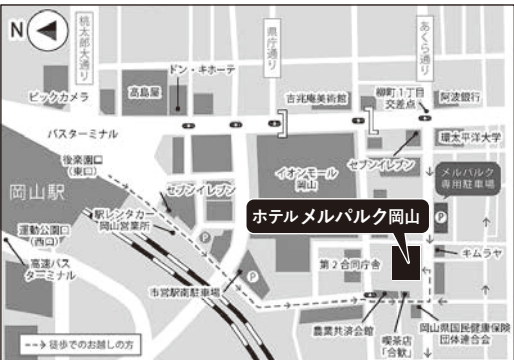 N
桃太郎大通り
県庁通り
あくら通り
ビックカメラ
高島屋
ドン・キホーテ
吉兆庵美術館
柳町1丁目
交差点
阿波銀行
バスターミナル
後楽園口
(東口)
岡山駅
セブンイレブン
イオンモール
岡山
セブンイレブン
環太平洋大学
メルパルク
専用駐車場
P
運動公園口
(西口)
高速バス
ターミナル
駅レンタカー
岡山営業所
P
ホテル メルパルク岡山
P
市営駅南駐車場
第2合同庁舎
キムラヤ
農業共済会館
喫茶店
「合歓」
岡山県国民健康保険
団体連合会
徒歩でのお越しの方